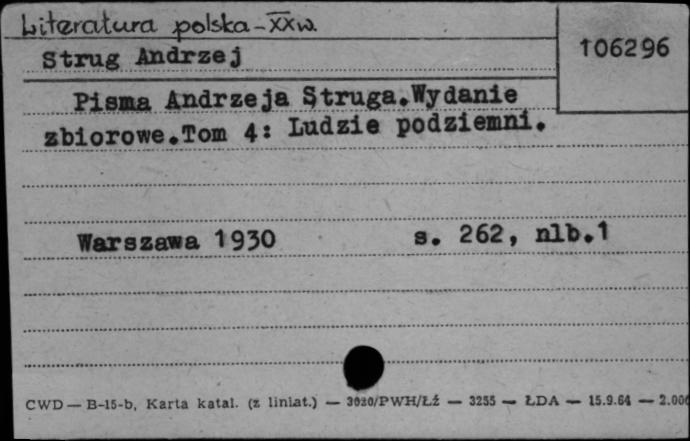 Literatura polska - XX w.
Strug Andrzej
106296
Pisma Andrzeja Struga.Wydanie
zbiorowe.Tom 4: Ludzie podziemni.
Warszawa 1930 s. 262, nlb.1
CWD — B-15-b, Karta katal. (z liniat.) — 3020/PWH/Łź — 3255 — ŁDA — 15.9.64 — 2.000